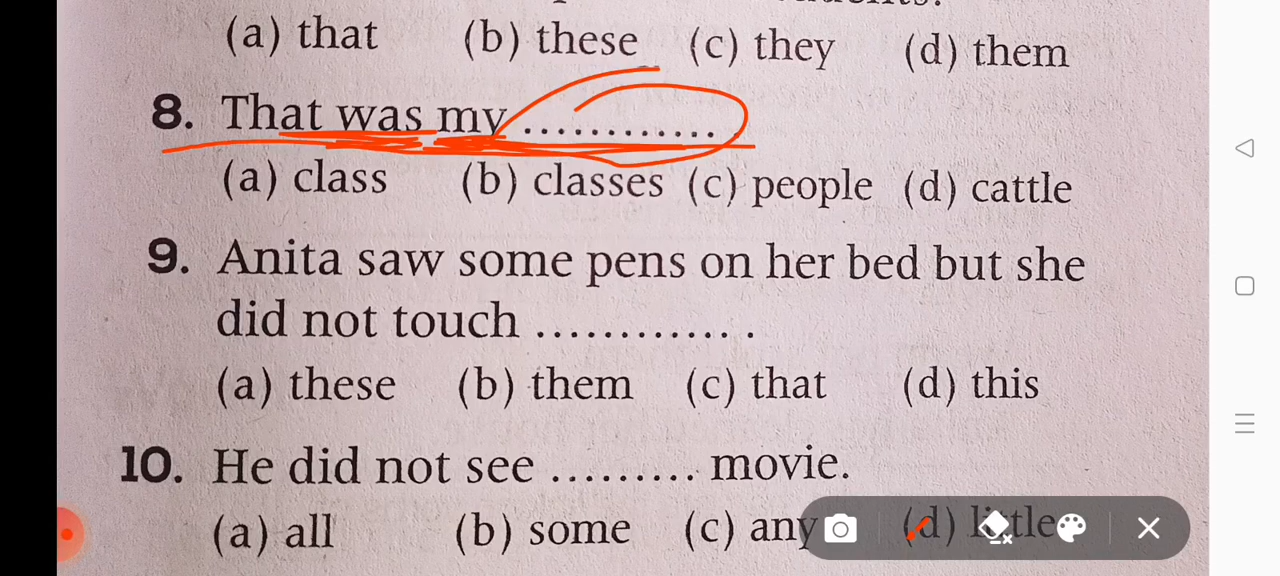 (a) that (b) these (c) they (d) them
8. That was my ............
(a) class (b) classes (c) people (d) cattle
9. Anita saw some pens on her bed but she
did not touch .............
(a) these (b) them (c) that (d) this
10. He did not see ......... movie.
(a) all (b) some (c) any (d) little